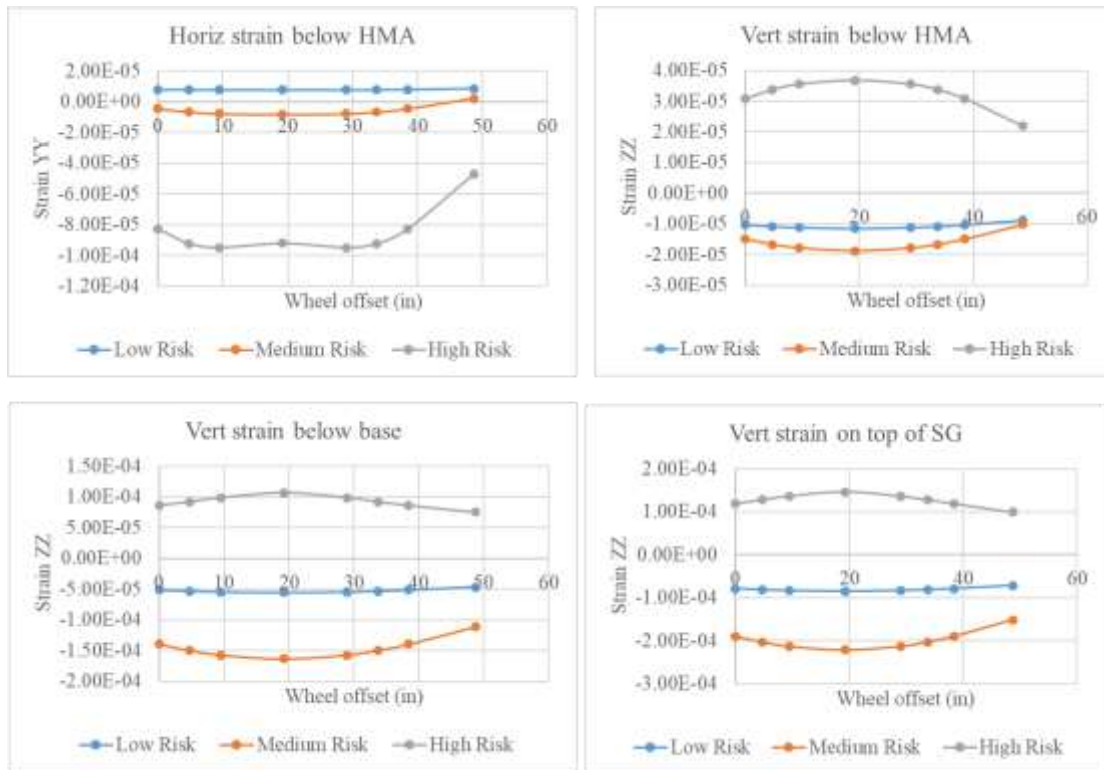 Horiz strain below HMA
2.00E-05
0.00E+00
-2.00E-05
-4.00E-05
-6.00E-05
-8.00E-05
-1.00E-04
-1.20E-04
0 10 20 30 40 50 60
Strain YY
Wheel offset (in)
Low Risk Medium Risk High Risk
Vert strain below HMA
4.00E-05
3.00E-05
2.00E-05
1.00E-05
0.00E+00
-1.00E-05
-2.00E-05
-3.00E-05
0 20 40 60
Strain ZZ
Wheel offset (in)
Low Risk Medium Risk High Risk
Vert strain below base
1.50E-04
1.00E-04
5.00E-05
0.00E+00
-5.00E-05
-1.00E-04
-1.50E-04
-2.00E-04
0 10 20 30 40 50 60
Strain ZZ
Wheel offset (in)
Low Risk Medium Risk High Risk
Vert strain on top of SG
2.00E-04
1.00E-04
0.00E+00
-1.00E-04
-2.00E-04
-3.00E-04
0 20 40 60
Strain ZZ
Wheel offset (in)
Low Risk Medium Risk High Risk